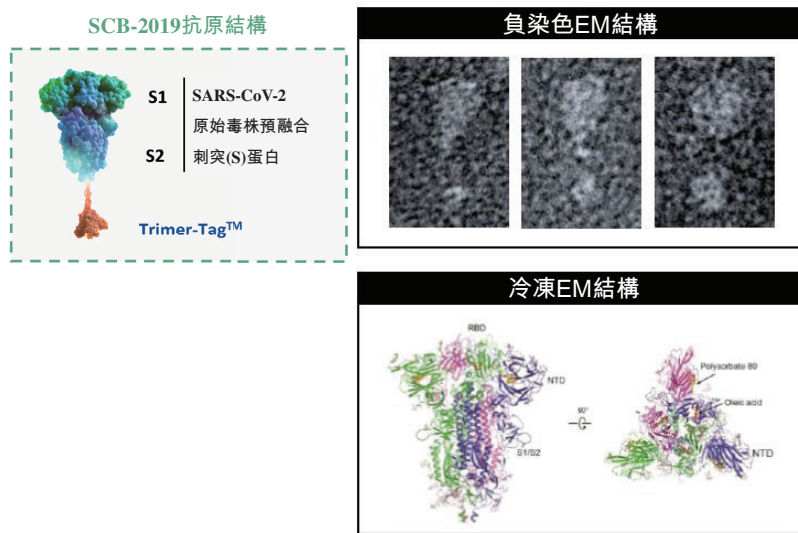 SCB-2019抗原結構
S1
SARS-CoV-2
原始毒株預融合
S2
刺突(S)蛋白
Trimer-Tag™
負染色EM結構
冷凍EM結構
RBD
NTD
S1/S2
90°
Polysorbate 80
Oleic acid
NTD